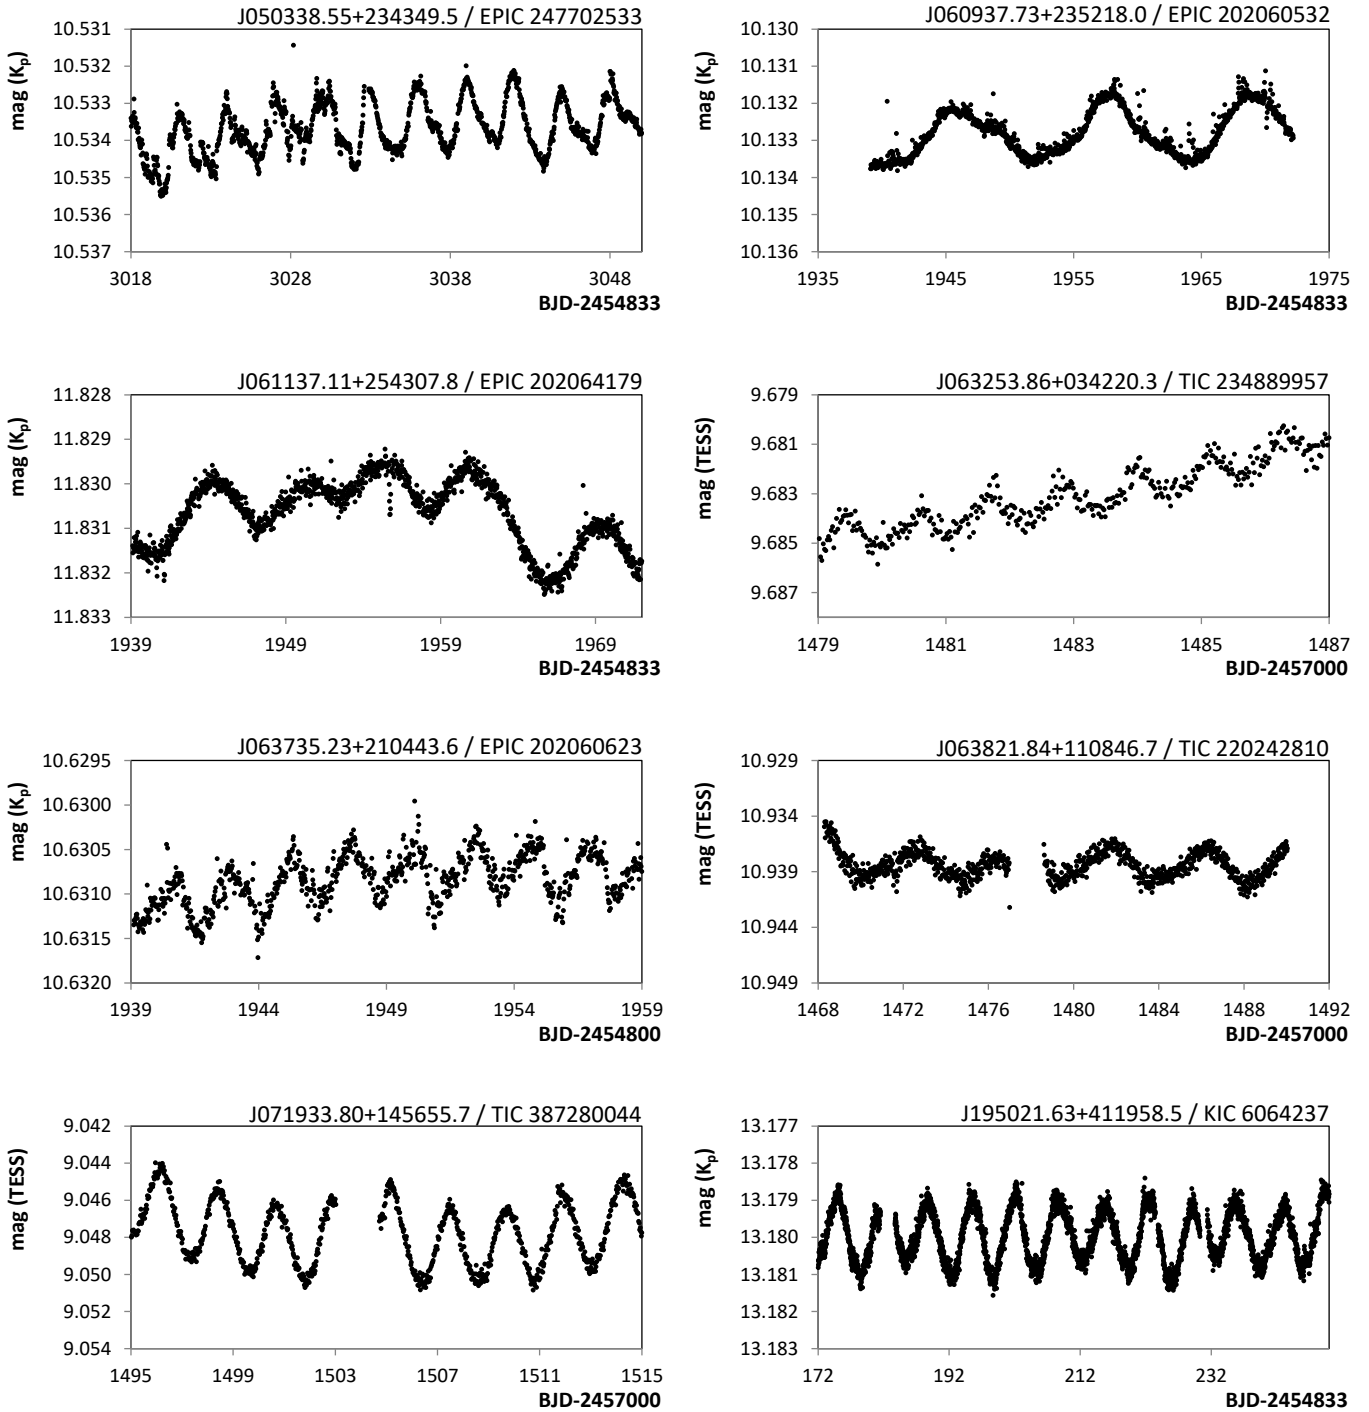 J050338.55+234349.5 / EPIC 247702533
mag (Kp)
10.531
10.532
10.533
10.534
10.535
10.536
10.537
3018 3028 3038 3048
BJD-2454833
J060937.73+235218.0 / EPIC 202060532
mag (Kp)
10.130
10.131
10.132
10.133
10.134
10.135
10.136
1935 1945 1955 1965 1975
BJD-2454833
J061137.11+254307.8 / EPIC 202064179
mag (Kp)
11.828
11.829
11.830
11.831
11.832
11.833
1939 1949 1959 1969
BJD-2454833
J063253.86+034220.3 / TIC 234889957
mag (TESS)
9.679
9.681
9.683
9.685
9.687
1479 1481 1483 1485 1487
BJD-2457000
J063735.23+210443.6 / EPIC 202060623
mag (Kp)
10.6295
10.6300
10.6305
10.6310
10.6315
10.6320
1939 1944 1949 1954 1959
BJD-2454800
J063821.84+110846.7 / TIC 220242810
mag (TESS)
10.929
10.934
10.939
10.944
10.949
1468 1472 1476 1480 1484 1488 1492
BJD-2457000
J071933.80+145655.7 / TIC 387280044
mag (TESS)
9.042
9.044
9.046
9.048
9.050
9.052
9.054
1495 1499 1503 1507 1511 1515
BJD-2457000
J195021.63+411958.5 / KIC 6064237
mag (Kp)
13.177
13.178
13.179
13.180
13.181
13.182
13.183
172 192 212 232
BJD-2454833